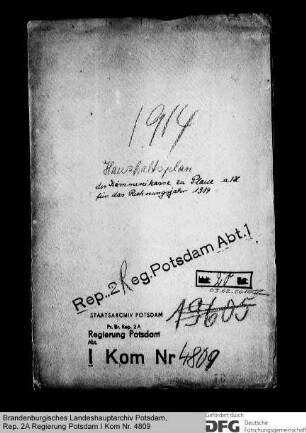 1914
Haushaltsplan
der Kämmereikasse zu Plaue a/H
für das Rechnungsjahr 1914
Rep. 2 Reg. Potsdam Abt. I
STAATSARCHIV POTSDAM
19605
Pr. Br. Rep. 2 A
Regierung Potsdam
Abt.
I Kom Nr 4809
Brandenburgisches Landeshauptarchiv Potsdam,
Rep. 2A Regierung Potsdam I Kom Nr. 4809
Gefördert durch
DFG Deutsche
Forschungsgemeinschaft